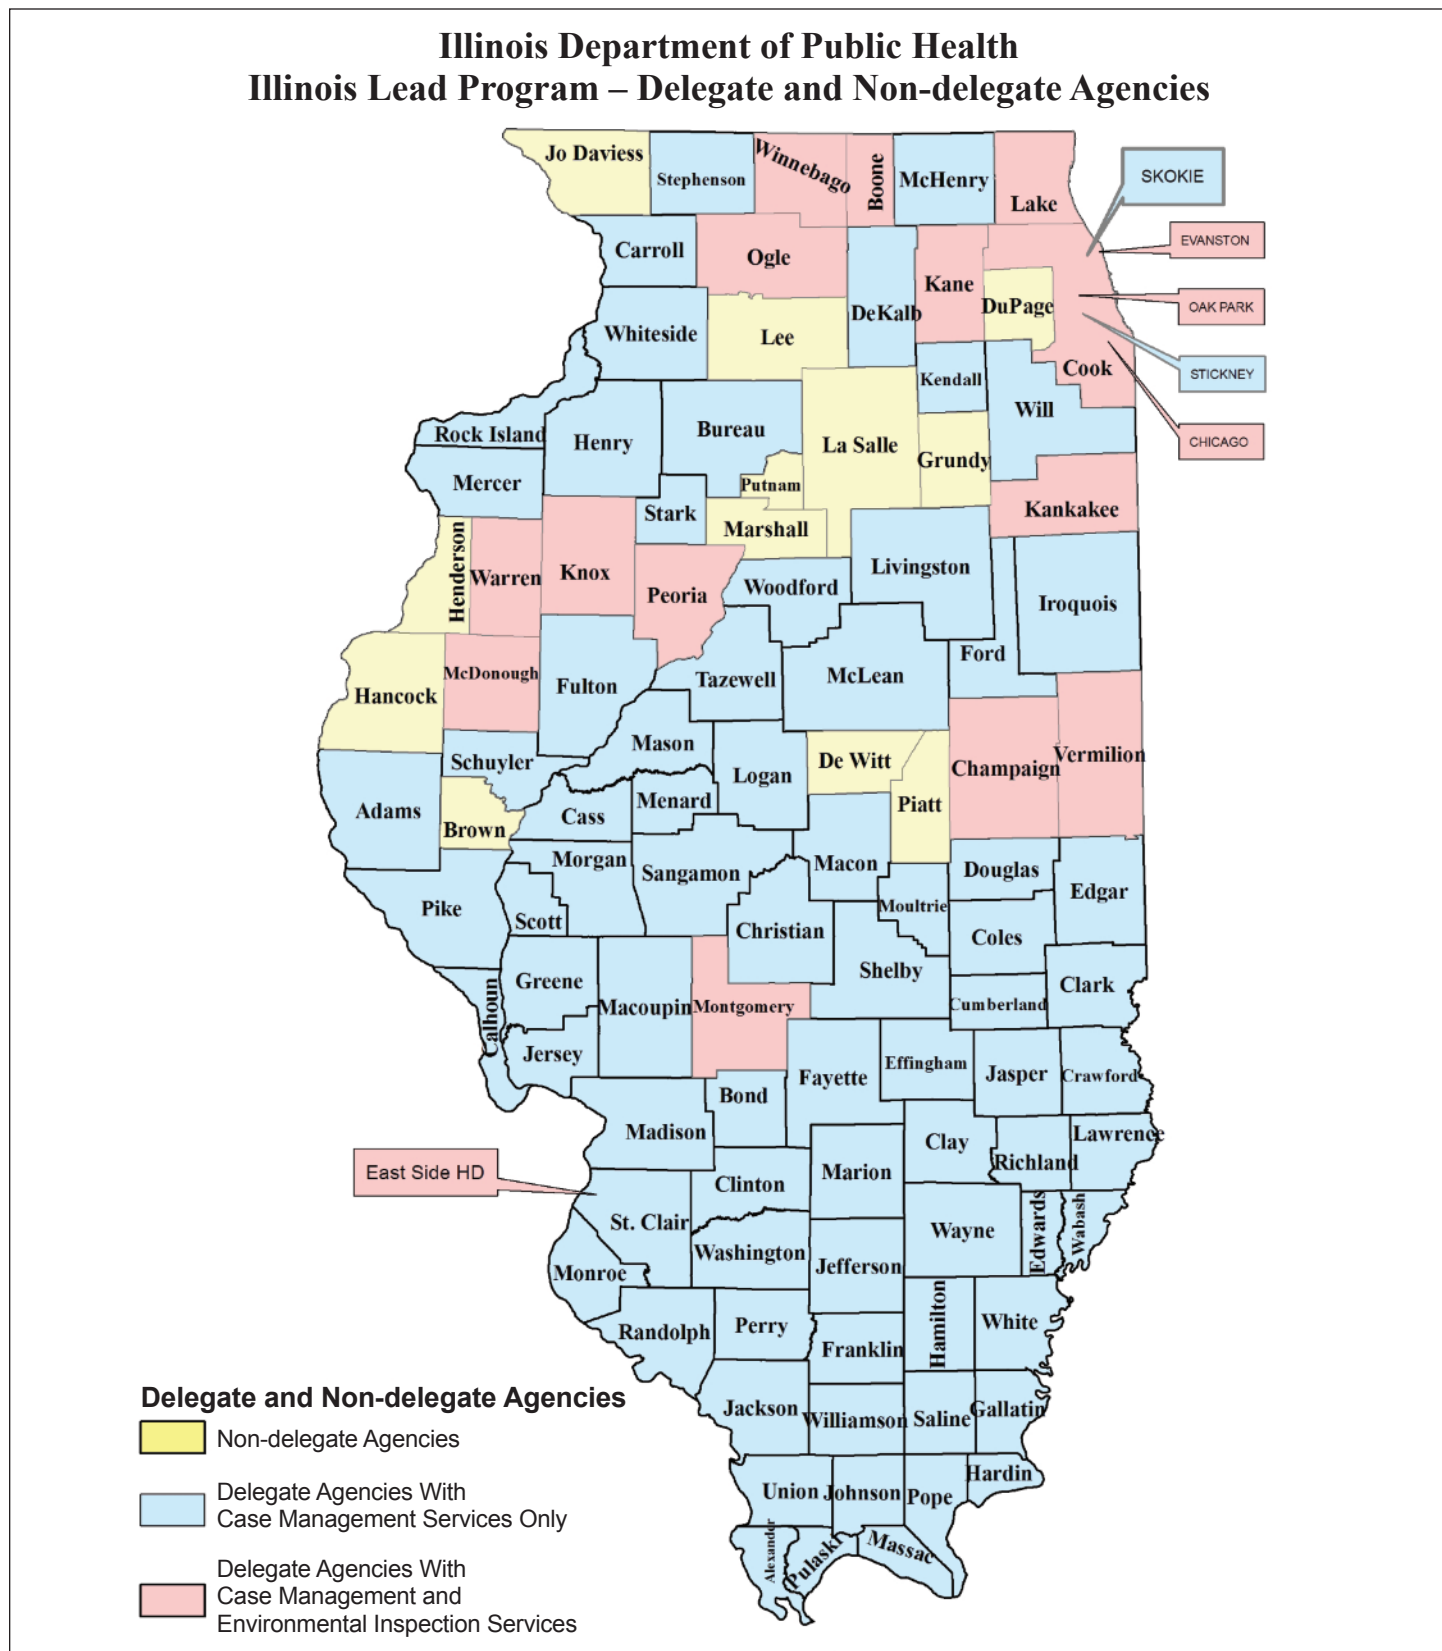 Illinois Department of Public Health
Illinois Lead Program – Delegate and Non-delegate Agencies
Jo Daviess
Stephenson
Winnebago
Boone
McHenry
Lake
SKOKIE
EVANSTON
Carroll
Ogle
Kane
DeKalb
DuPage
OAK PARK
Whiteside
Lee
Cook
STICKNEY
Kendall
Will
CHICAGO
Rock Island
Henry
Bureau
La Salle
Grundy
Mercer
Putnam
Stark
Marshall
Kankakee
Henderson
Warren
Knox
Peoria
Woodford
Livingston
Iroquois
Ford
Hancock
McDonough
Fulton
Tazewell
McLean
Schuyler
Mason
Logan
De Witt
Piatt
Champaign
Vermilion
Adams
Brown
Cass
Menard
Morgan
Sangamon
Macon
Douglas
Edgar
Pike
Scott
Christian
Moultrie
Coles
Shelby
Clark
Calhoun
Greene
Macoupin
Montgomery
Cumberland
Jersey
Fayette
Effingham
Jasper
Crawford
Bond
Madison
Clay
Richland
Lawrence
East Side HD
Clinton
Marion
St. Clair
Wayne
Edwards
Wabash
Washington
Jefferson
Monroe
Randolph
Perry
Franklin
Hamilton
White
Jackson
Williamson
Saline
Gallatin
Union
Johnson
Pope
Hardin
Alexander
Pulaski
Massac
Delegate and Non-delegate Agencies
Non-delegate Agencies
Delegate Agencies With
Case Management Services Only
Delegate Agencies With
Case Management and
Environmental Inspection Services